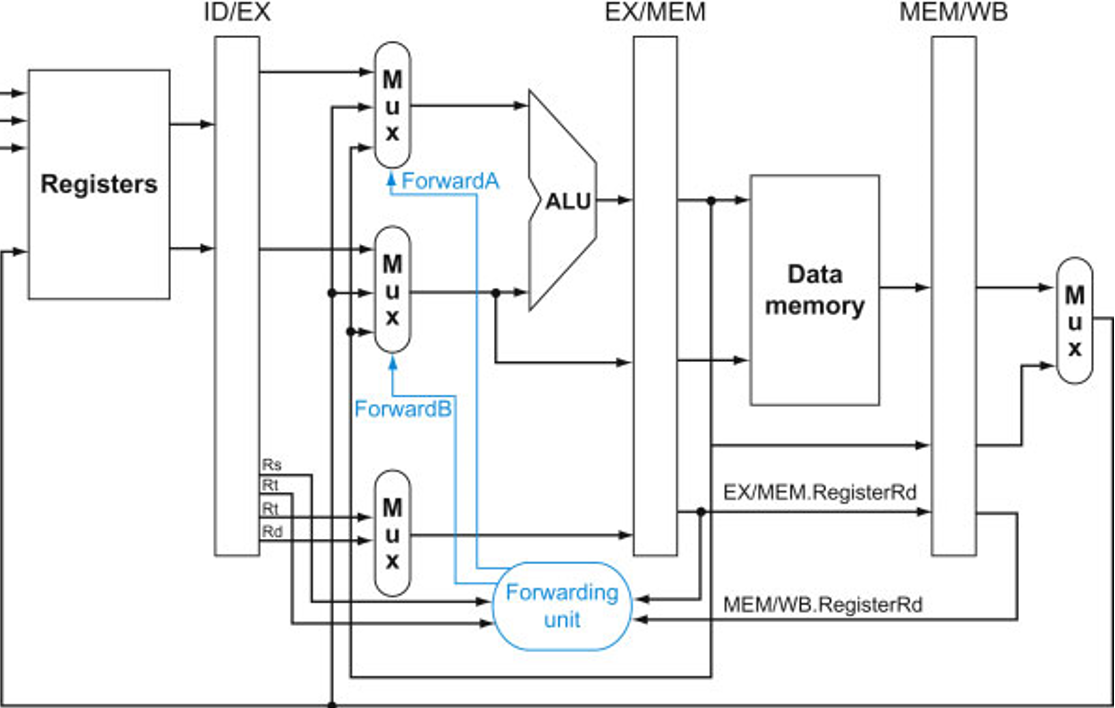 ID/EX
EX/MEM
MEM/WB
Registers
M
u
x
ForwardA
ALU
M
u
x
Data
memory
M
u
x
ForwardB
Rs
Rt
Rt
Rd
M
u
x
EX/MEM.RegisterRd
Forwarding
unit
MEM/WB.RegisterRd